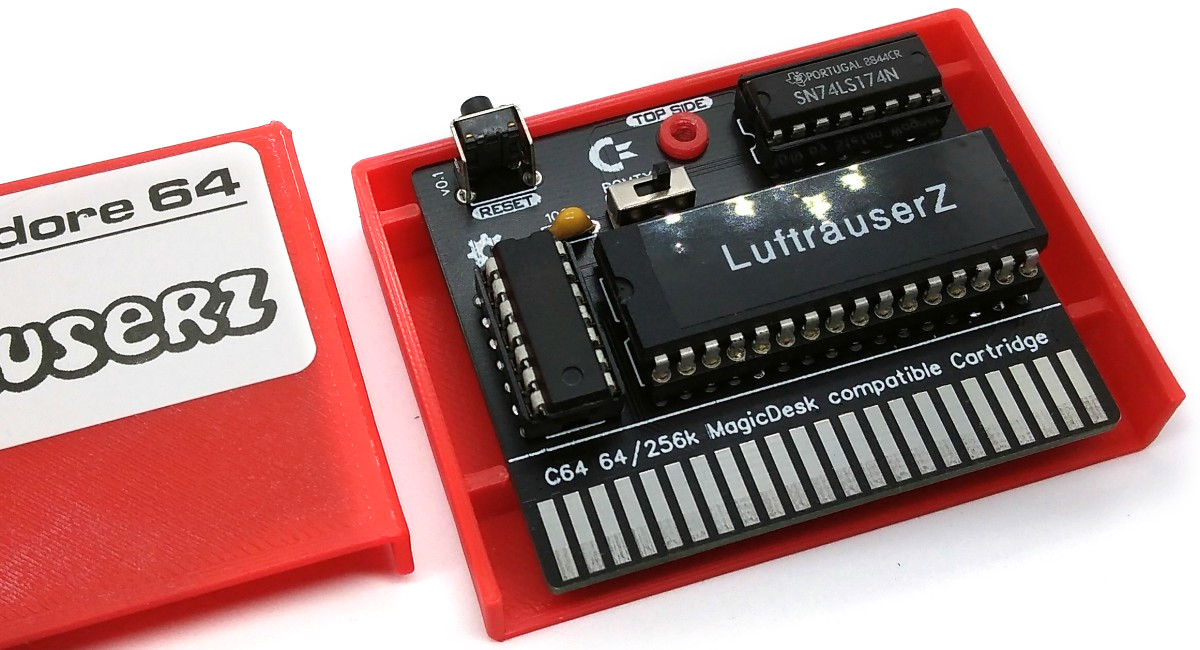 dore 64
userz
PORTUGAL 8844CR
SN74LS174N
TOP SIDE
V0.1
RESET
LuftrauserZ
C64 64/256k MagicDesk compatible Cartridge